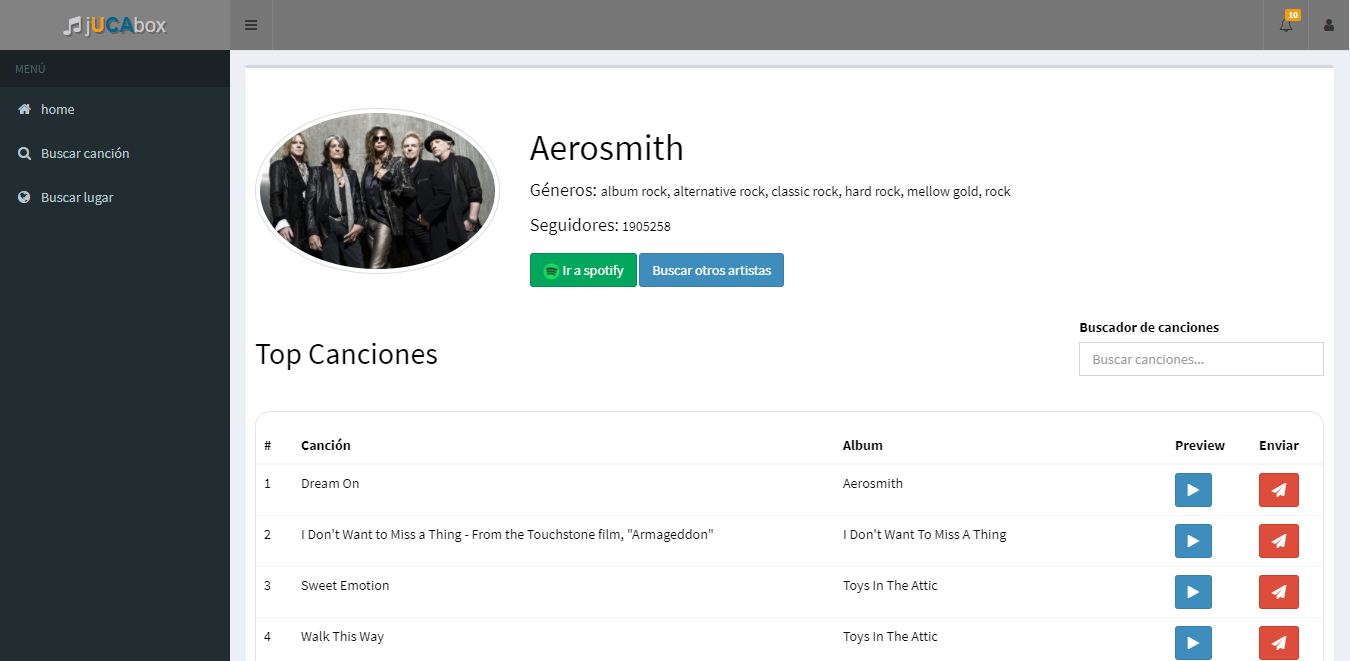 jUCAbox
10
MENÚ
home
Buscar canción
Buscar lugar
Aerosmith
Géneros: album rock, alternative rock, classic rock, hard rock, mellow gold, rock
Seguidores: 1905258
Ir a spotify Buscar otros artistas
Buscador de canciones
Top Canciones
Buscar canciones...
# Canción Album Preview Enviar
1 Dream On Aerosmith
2 I Don't Want to Miss a Thing - From the Touchstone film, "Armageddon" I Don't Want To Miss A Thing
3 Sweet Emotion Toys In The Attic
4 Walk This Way Toys In The Attic